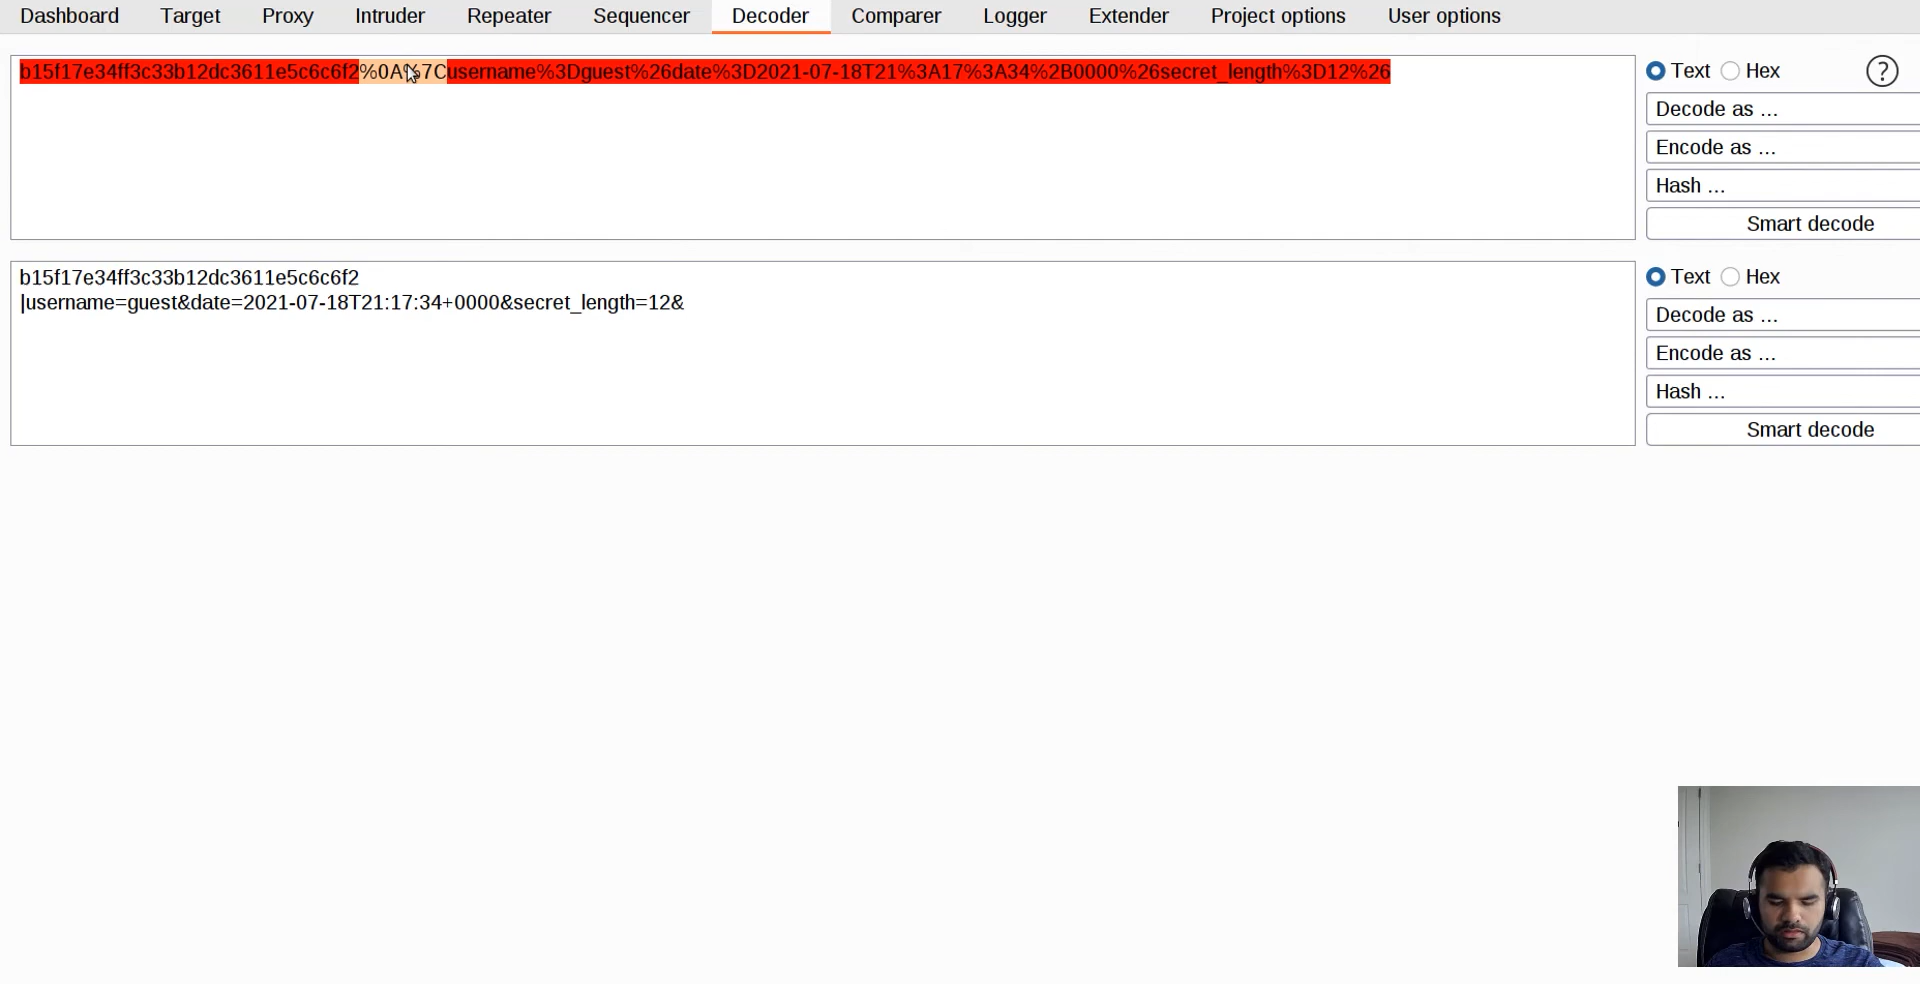 Dashboard Target Proxy Intruder Repeater Sequencer Decoder Comparer Logger Extender Project options User options
b15f17e34ff3c33b12dc3611e5c6c6f2%0A%7Cusername%3Dguest%26date%3D2021-07-18T21%3A17%3A34%2B0000%26secret_length%3D12%26
Text Hex ?
Decode as ...
Encode as ...
Hash ...
Smart decode
b15f17e34ff3c33b12dc3611e5c6c6f2
|username=guest&date=2021-07-18T21:17:34+0000&secret_length=12&
Text Hex
Decode as ...
Encode as ...
Hash ...
Smart decode